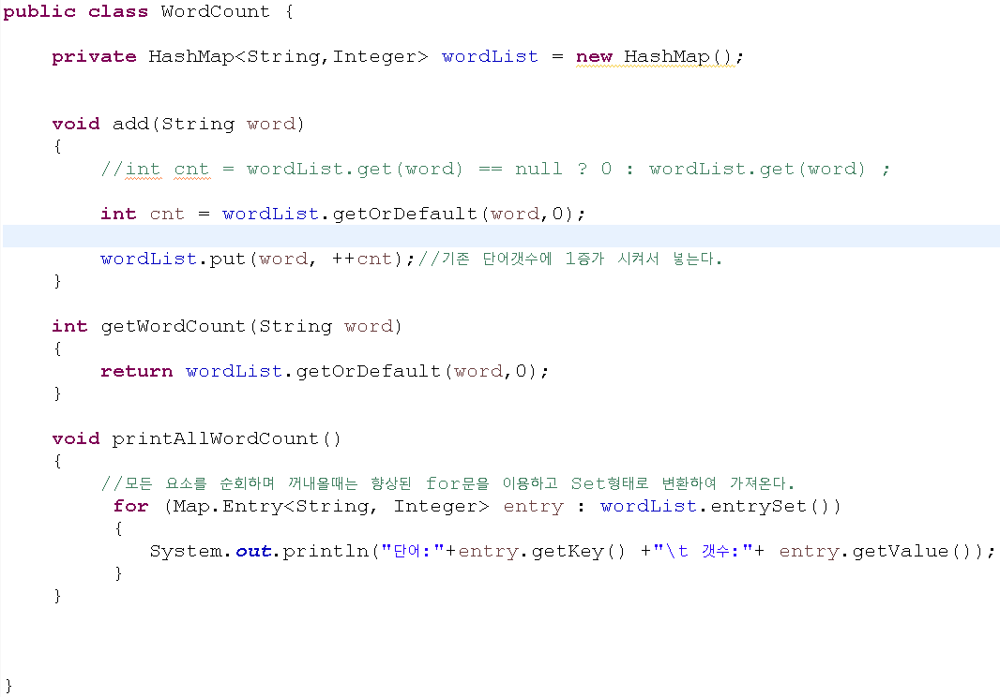 public class WordCount {
private HashMap<String,Integer> wordList = new HashMap();
void add(String word)
{
//int cnt = wordList.get(word) == null ? 0 : wordList.get(word) ;
int cnt = wordList.getOrDefault(word,0);
wordList.put(word, ++cnt);//기존 단어갯수에 1증가 시켜서 넣는다.
}
int getWordCount(String word)
{
return wordList.getOrDefault(word,0);
}
void printAllWordCount()
{
//모든 요소를 순회하며 꺼내올때는 향상된 for문을 이용하고 Set형태로 변환하여 가져온다.
for (Map.Entry<String, Integer> entry : wordList.entrySet())
{
System.out.println("단어:"+entry.getKey() +"\t 갯수:"+ entry.getValue());
}
}
}